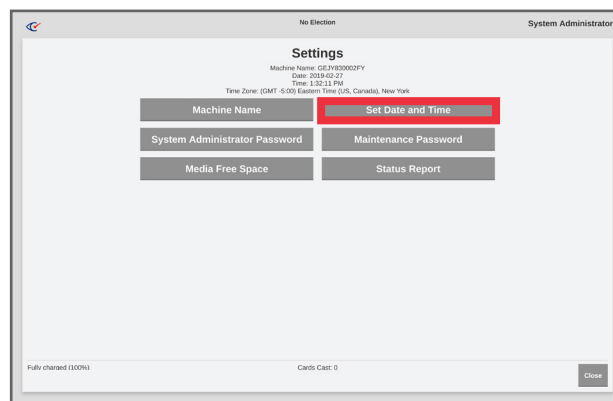 No Election
System Administrator
Settings
Machine Name: GEJY830002FY
Date: 2019-02-27
Time: 1:32:11 PM
Time Zone: (GMT -5:00) Eastern Time (US, Canada), New York
Machine Name
Set Date and Time
System Administrator Password
Maintenance Password
Media Free Space
Status Report
Fully charged (100%)
Cards Cast: 0
Close